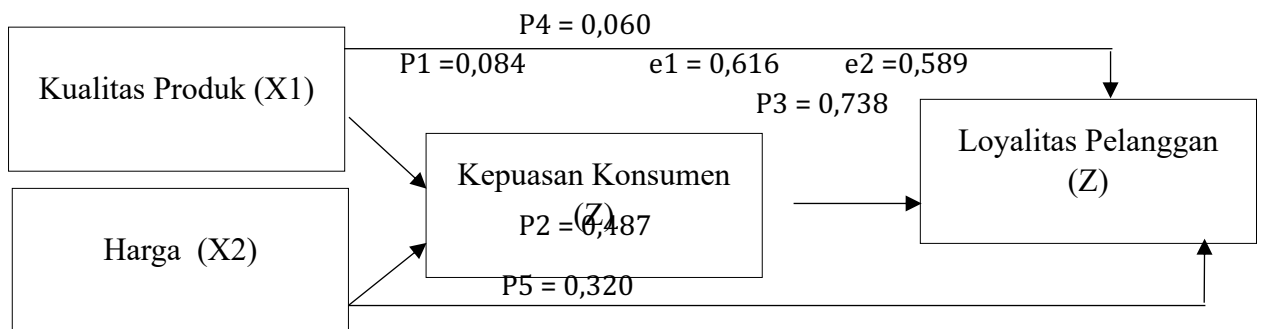 P4 = 0,060
P1 =0,084 e1 = 0,616 e2 =0,589
Kualitas Produk (X1)
P3 = 0,738
Loyalitas Pelanggan
(Z)
Kepuasan Konsumen
(Z)
P2 = 0,487
Harga (X2)
P5 = 0,320